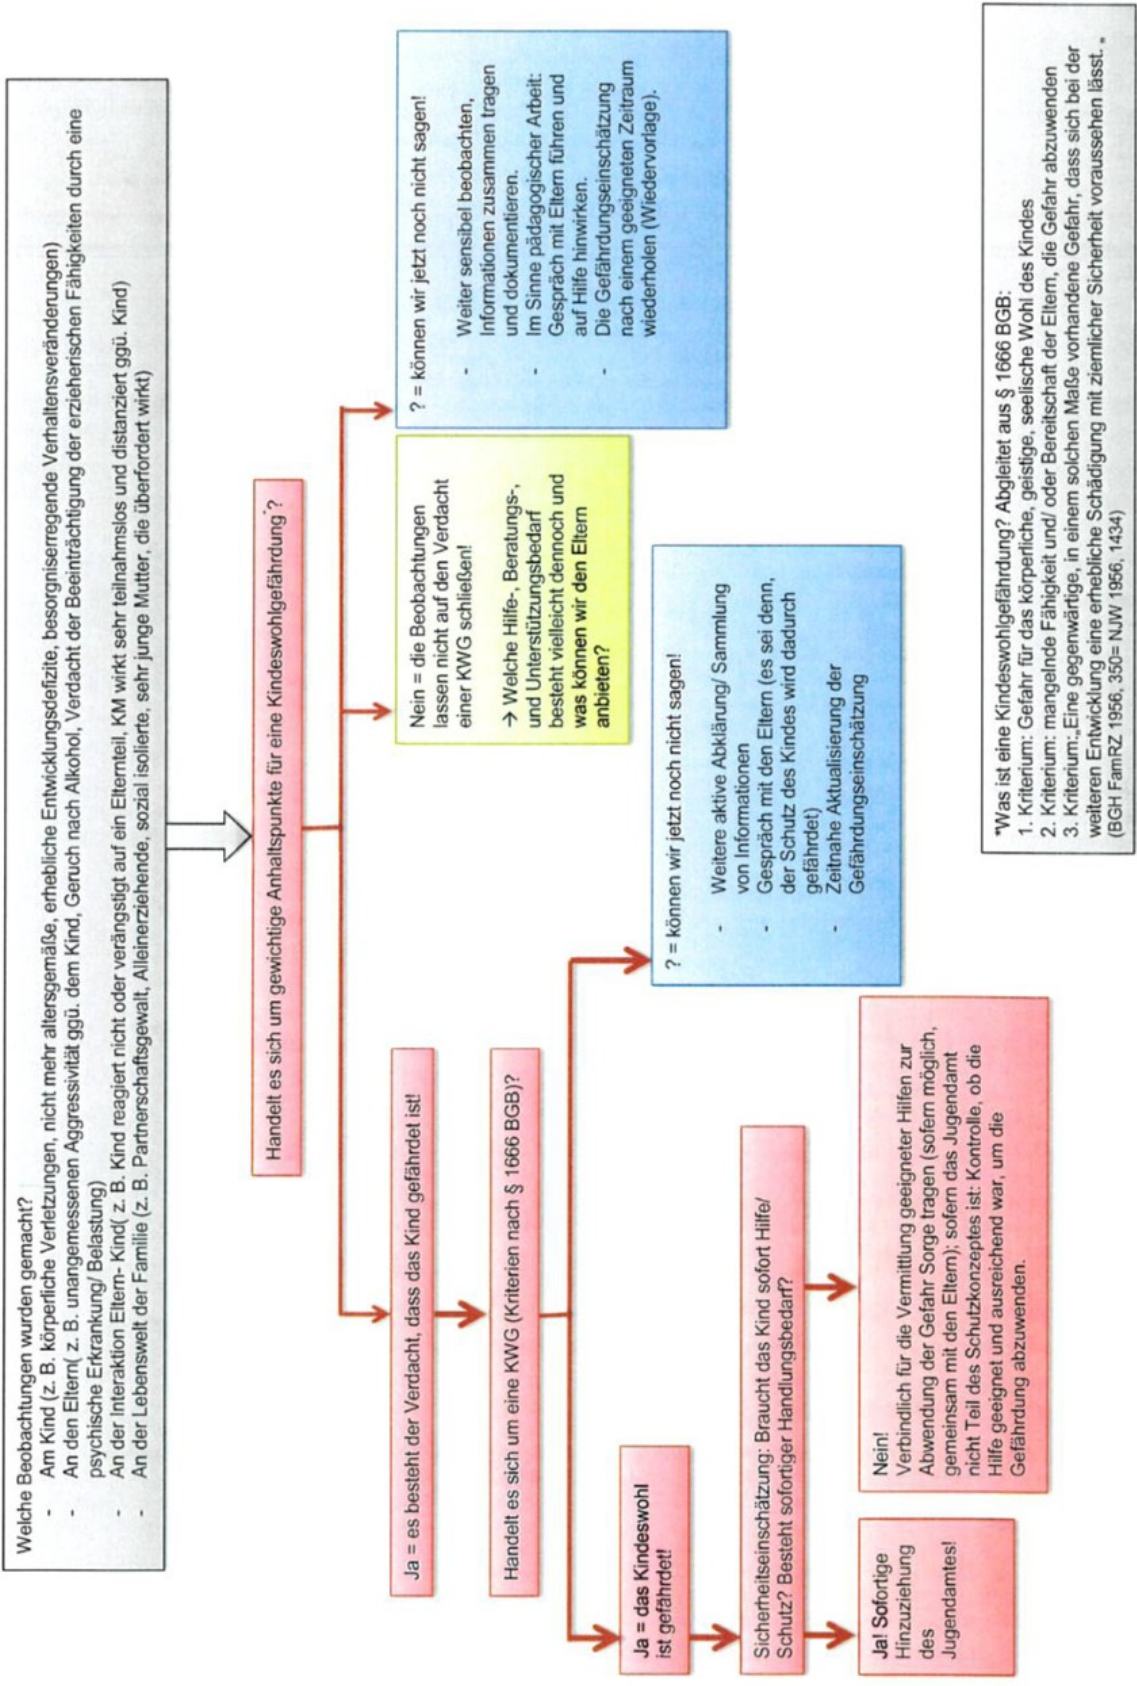 Welche Beobachtungen wurden gemacht?
- Am Kind (z. B. körperliche Verletzungen, nicht mehr altersgemäße, erhebliche Entwicklungsdefizite, besorgniserregende Verhaltensveränderungen)
- An den Eltern( z. B. unangemessenen Aggressivität ggü. dem Kind, Geruch nach Alkohol, Verdacht der Beeinträchtigung der erzieherischen Fähigkeiten durch eine
psychische Erkrankung/ Belastung)
- An der Interaktion Eltern- Kind( z. B. Kind reagiert nicht oder verängstigt auf ein Elternteil, KM wirkt sehr teilnahmslos und distanziert ggü. Kind)
- An der Lebenswelt der Familie (z. B. Partnerschaftsgewalt, Alleinerziehende, sozial isolierte, sehr junge Mutter, die überfordert wirkt)
Handelt es sich um gewichtige Anhaltspunkte für eine Kindeswohlgefährdung*?
Ja = es besteht der Verdacht, dass das Kind gefährdet ist!
Nein = die Beobachtungen
lassen nicht auf den Verdacht
einer KWG schließen!
→ Welche Hilfe-, Beratungs-,
und Unterstützungsbedarf
besteht vielleicht dennoch und
was können wir den Eltern
anbieten?
? = können wir jetzt noch nicht sagen!
- Weiter sensibel beobachten,
Informationen zusammen tragen
und dokumentieren.
- Im Sinne pädagogischer Arbeit:
Gespräch mit Eltern führen und
auf Hilfe hinwirken.
- Die Gefährdungseinschätzung
nach einem geeigneten Zeitraum
wiederholen (Wiedervorlage).
Handelt es sich um eine KWG (Kriterien nach § 1666 BGB)?
Ja = das Kindeswohl
ist gefährdet!
? = können wir jetzt noch nicht sagen!
- Weitere aktive Abklärung/ Sammlung
von Informationen
- Gespräch mit den Eltern (es sei denn,
der Schutz des Kindes wird dadurch
gefährdet)
- Zeitnahe Aktualisierung der
Gefährdungseinschätzung
Sicherheitseinschätzung: Braucht das Kind sofort Hilfe/
Schutz? Besteht sofortiger Handlungsbedarf?
Ja! Sofortige
Hinzuziehung
des
Jugendamtes!
Nein!
Verbindlich für die Vermittlung geeigneter Hilfen zur
Abwendung der Gefahr Sorge tragen (sofern möglich,
gemeinsam mit den Eltern); sofern das Jugendamt
nicht Teil des Schutzkonzeptes ist: Kontrolle, ob die
Hilfe geeignet und ausreichend war, um die
Gefährdung abzuwenden.
*Was ist eine Kindeswohlgefährdung? Abgleitet aus § 1666 BGB:
1. Kriterium: Gefahr für das körperliche, geistige, seelische Wohl des Kindes
2. Kriterium: mangelnde Fähigkeit und/ oder Bereitschaft der Eltern, die Gefahr abzuwenden
3. Kriterium:„Eine gegenwärtige, in einem solchen Maße vorhandene Gefahr, dass sich bei der
weiteren Entwicklung eine erhebliche Schädigung mit ziemlicher Sicherheit voraussehen lässt. „
(BGH FamRZ 1956, 350= NJW 1956, 1434)